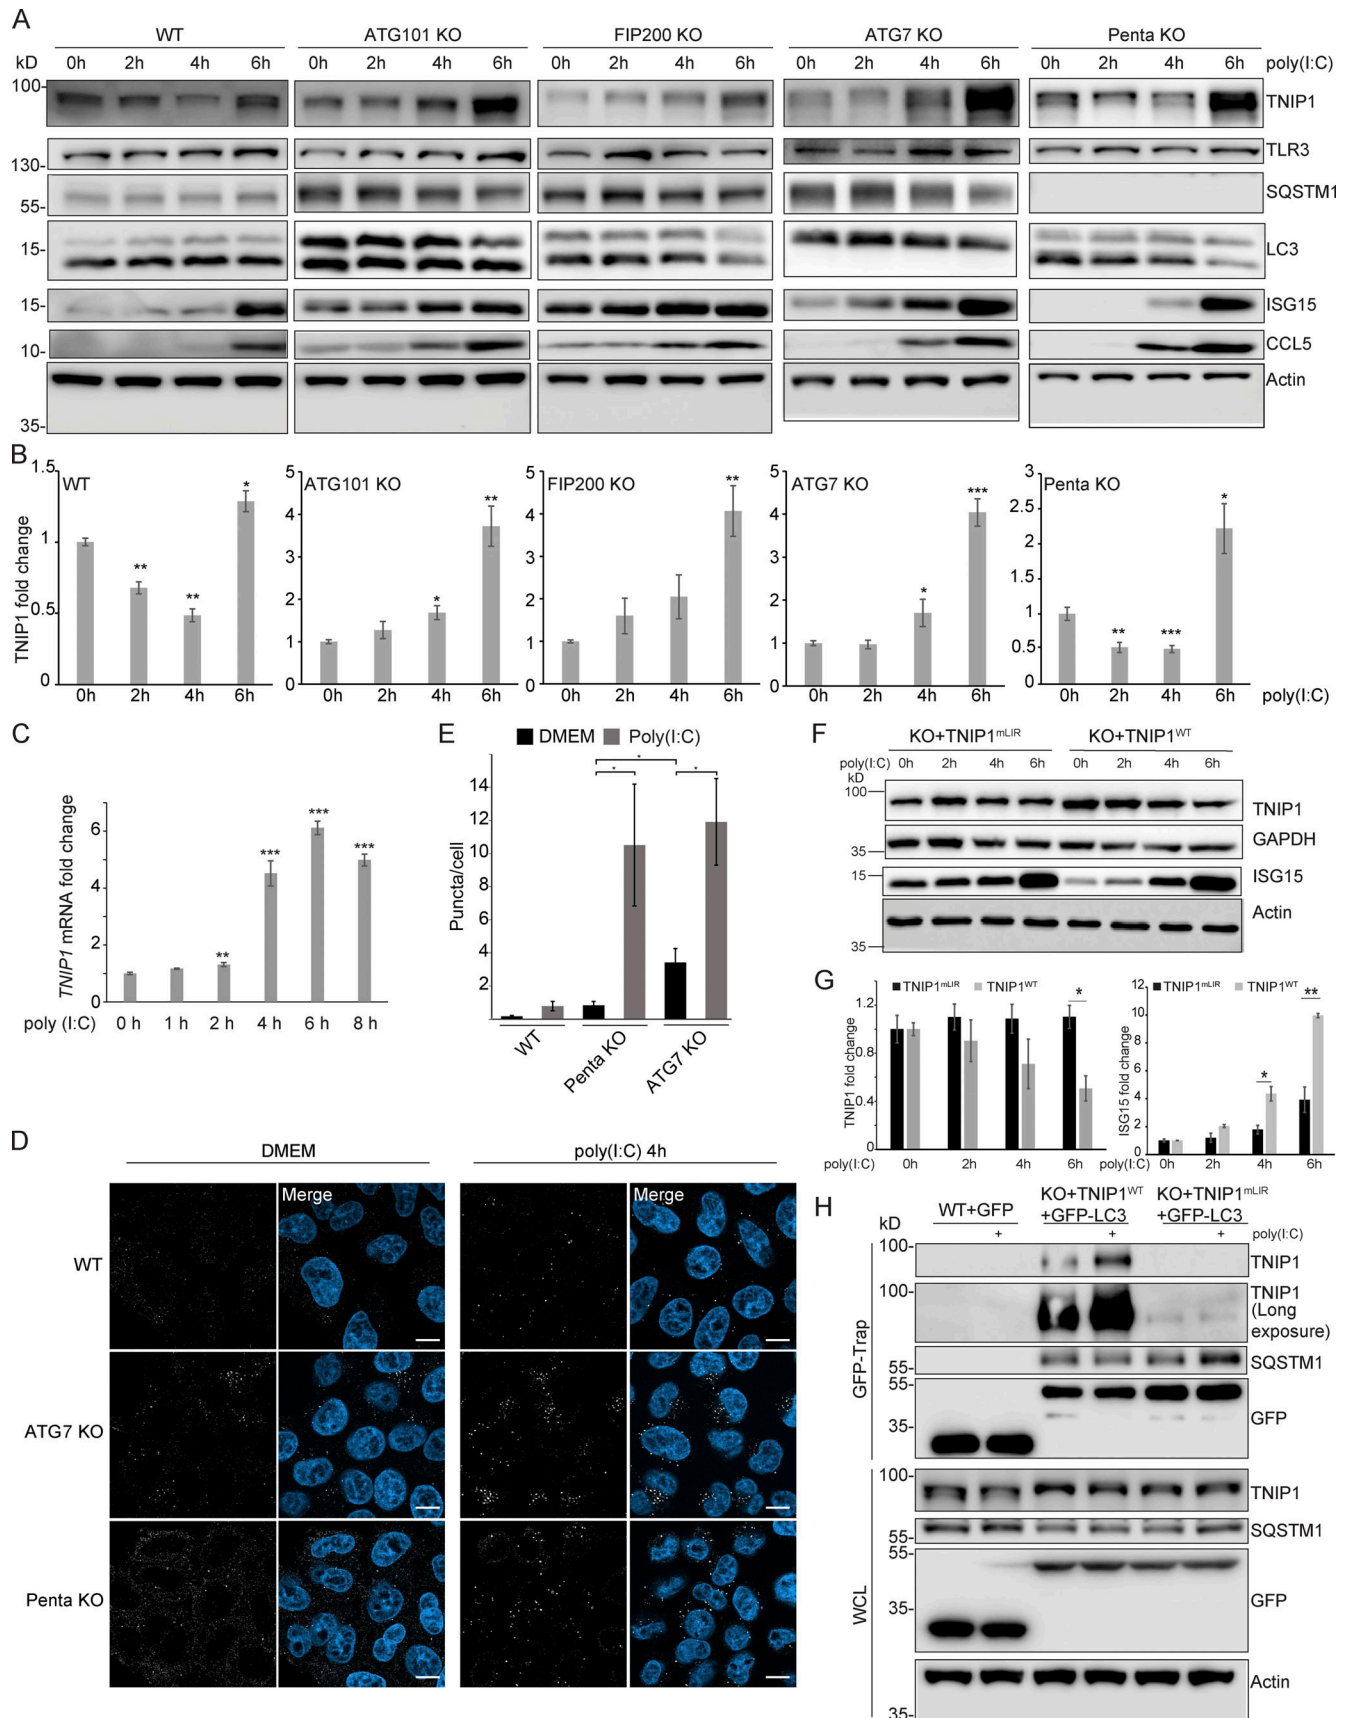 A
WT ATG101 KO FIP200 KO ATG7 KO Penta KO
kD 0h 2h 4h 6h 0h 2h 4h 6h 0h 2h 4h 6h 0h 2h 4h 6h 0h 2h 4h 6h poly(I:C)
100- TNIP1
130- TLR3
55- SQSTM1
15- LC3
15- ISG15
10- CCL5
Actin
35-
B
TNIP1 fold change
1.5
1
0.5
0
WT
** ** *
0h 2h 4h 6h
5
4
3
2
1
0
ATG101 KO
* **
0h 2h 4h 6h
5
4
3
2
1
0
FIP200 KO
**
0h 2h 4h 6h
5
4
3
2
1
0
ATG7 KO
* ***
0h 2h 4h 6h
3
2.5
2
1.5
1
0.5
0
Penta KO
** *** *
0h 2h 4h 6h poly(I:C)
C
TNIP1 mRNA fold change
6
4
2
0
** *** *** ***
poly (I:C) 0 h 1 h 2 h 4 h 6 h 8 h
E
DMEM Poly(I:C)
Puncta/cell
14
12
10
8
6
4
2
* * *
WT Penta KO ATG7 KO
F
KO+TNIP1mLIR KO+TNIP1WT
poly(I:C) 0h 2h 4h 6h 0h 2h 4h 6h
kD
100
TNIP1
GAPDH
35
15 ISG15
Actin
35
G
TNIP1mLIR TNIP1WT
TNIP1 fold change
1.2
0.8
0.4
0
*
poly(I:C) 0h 2h 4h 6h
TNIP1mLIR TNIP1WT
ISG15 fold change
12
10
8
6
4
2
0
* **
poly(I:C) 0h 2h 4h 6h
D
DMEM poly(I:C) 4h
Merge Merge
WT
ATG7 KO
Penta KO
H
kD WT+GFP KO+TNIP1WT +GFP-LC3 KO+TNIP1mLIR +GFP-LC3
+ + + poly(I:C)
GFP-Trap
100- TNIP1
100- TNIP1 (Long exposure)
55- SQSTM1
55-
35- GFP
WCL
100- TNIP1
55- SQSTM1
55-
35- GFP
Actin
35-